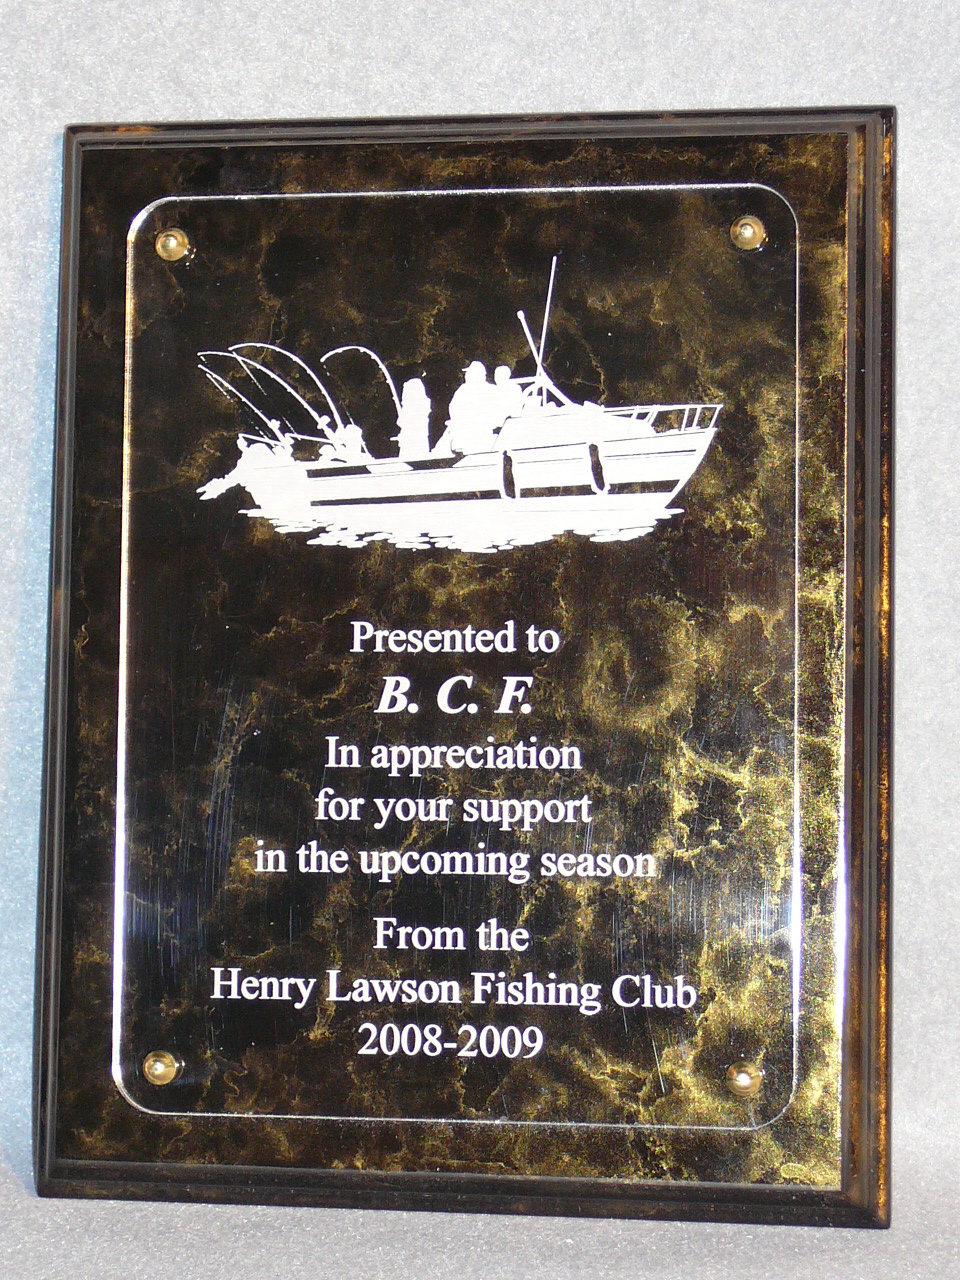 Presented to
B. C. F.
In appreciation
for your support
in the upcoming season
From the
Henry Lawson Fishing Club
2008-2009